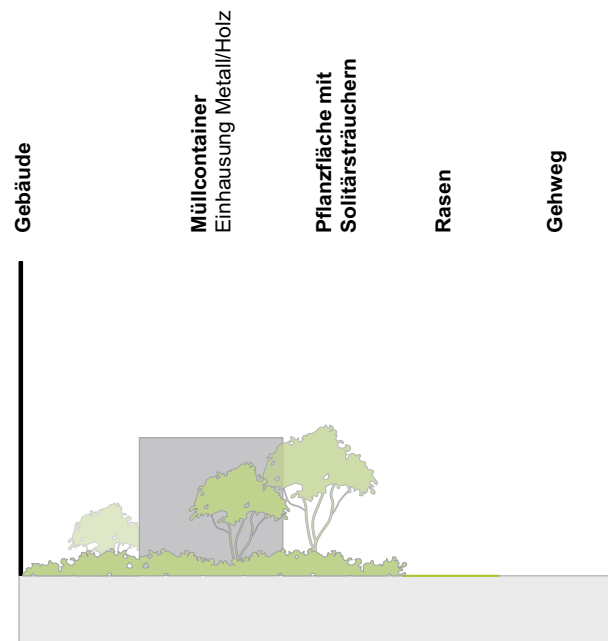 Gebäude
Müllcontainer
Einhausung Metall/Holz
Pflanzfläche mit
Solitärsträuchern
Rasen
Gehweg